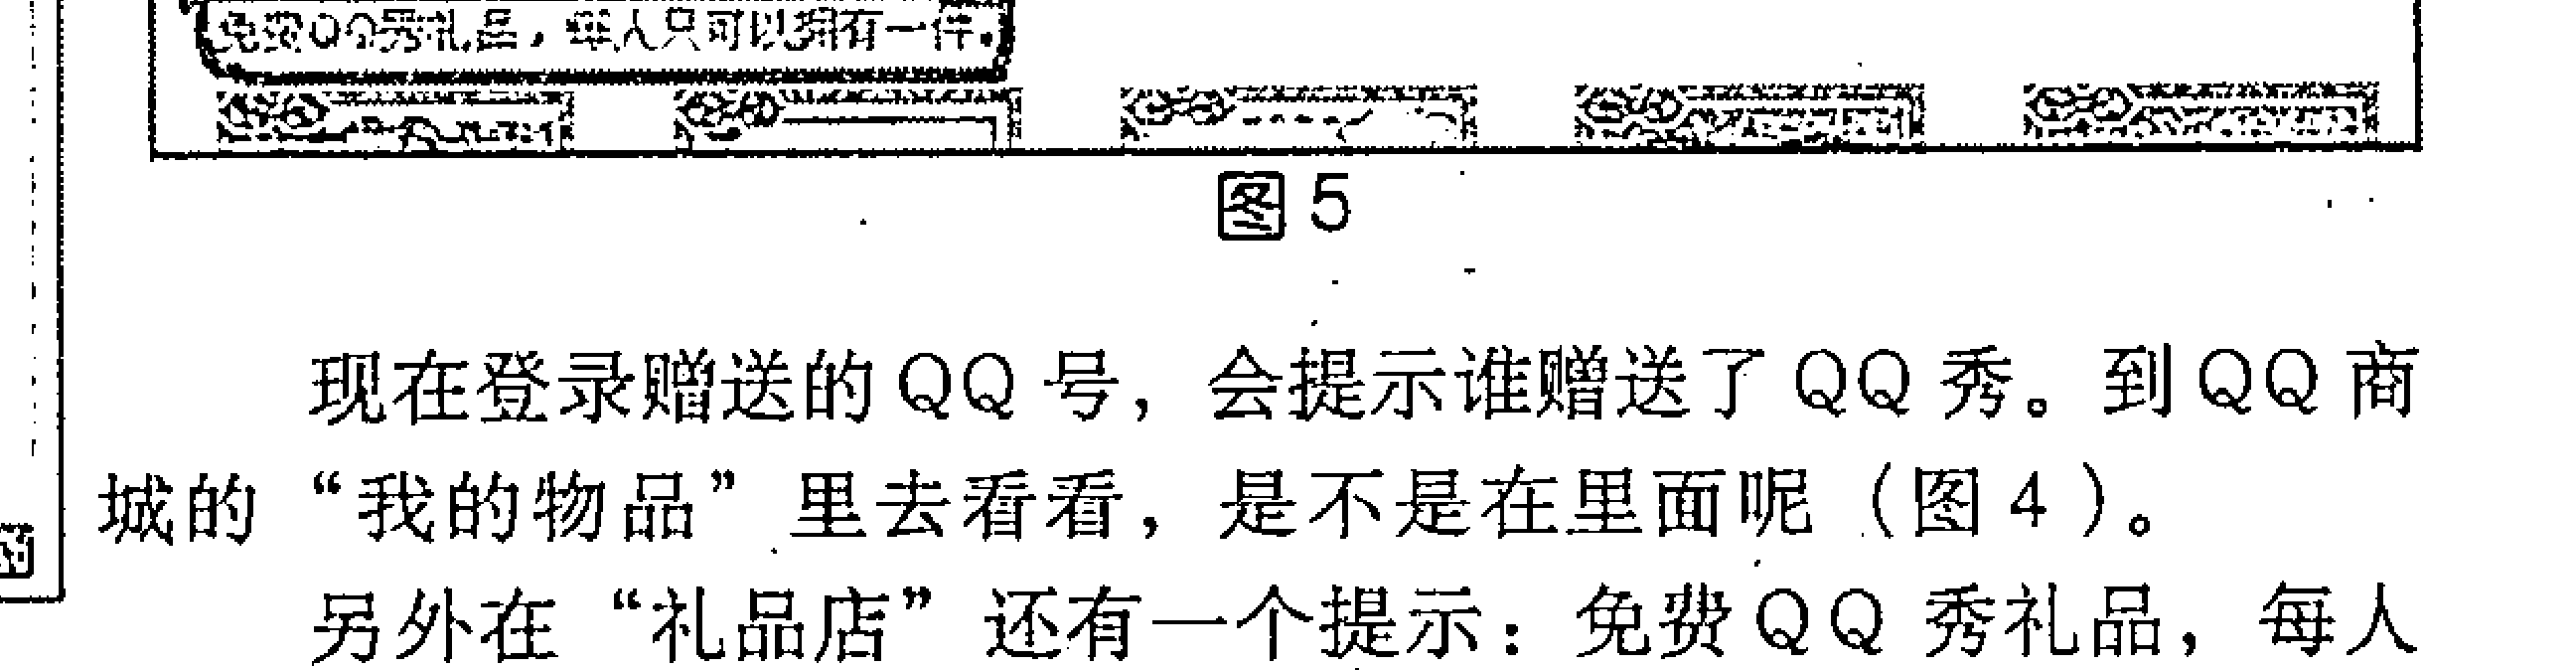 免费QQ秀礼品，每人只可以拥有一件。
图5
现在登录赠送的QQ号，会提示谁赠送了QQ秀。到QQ商
城的“我的物品”里去看看，是不是在里面呢（图4）。
另外在“礼品店”还有一个提示：免费QQ秀礼品，每人